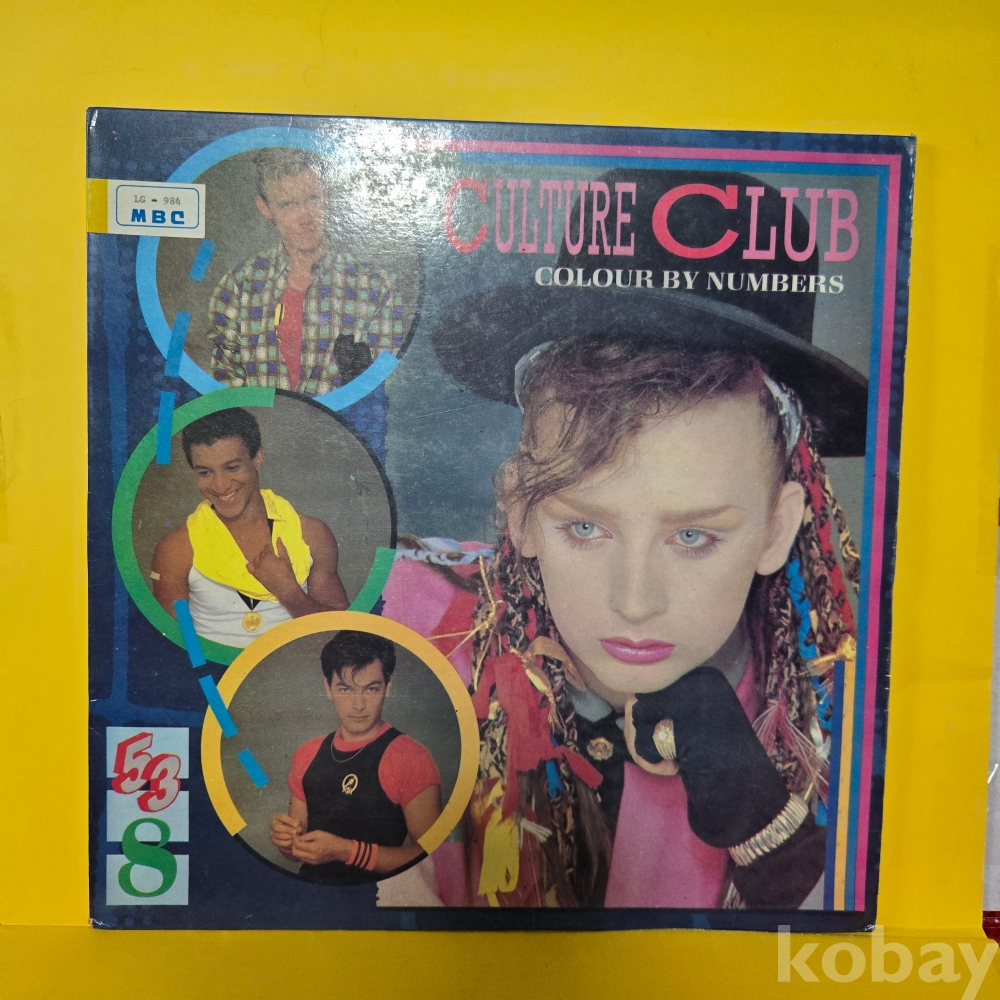 LG - 984
MBC
CULTURE CLUB
COLOUR BY NUMBERS
53
8
kobay